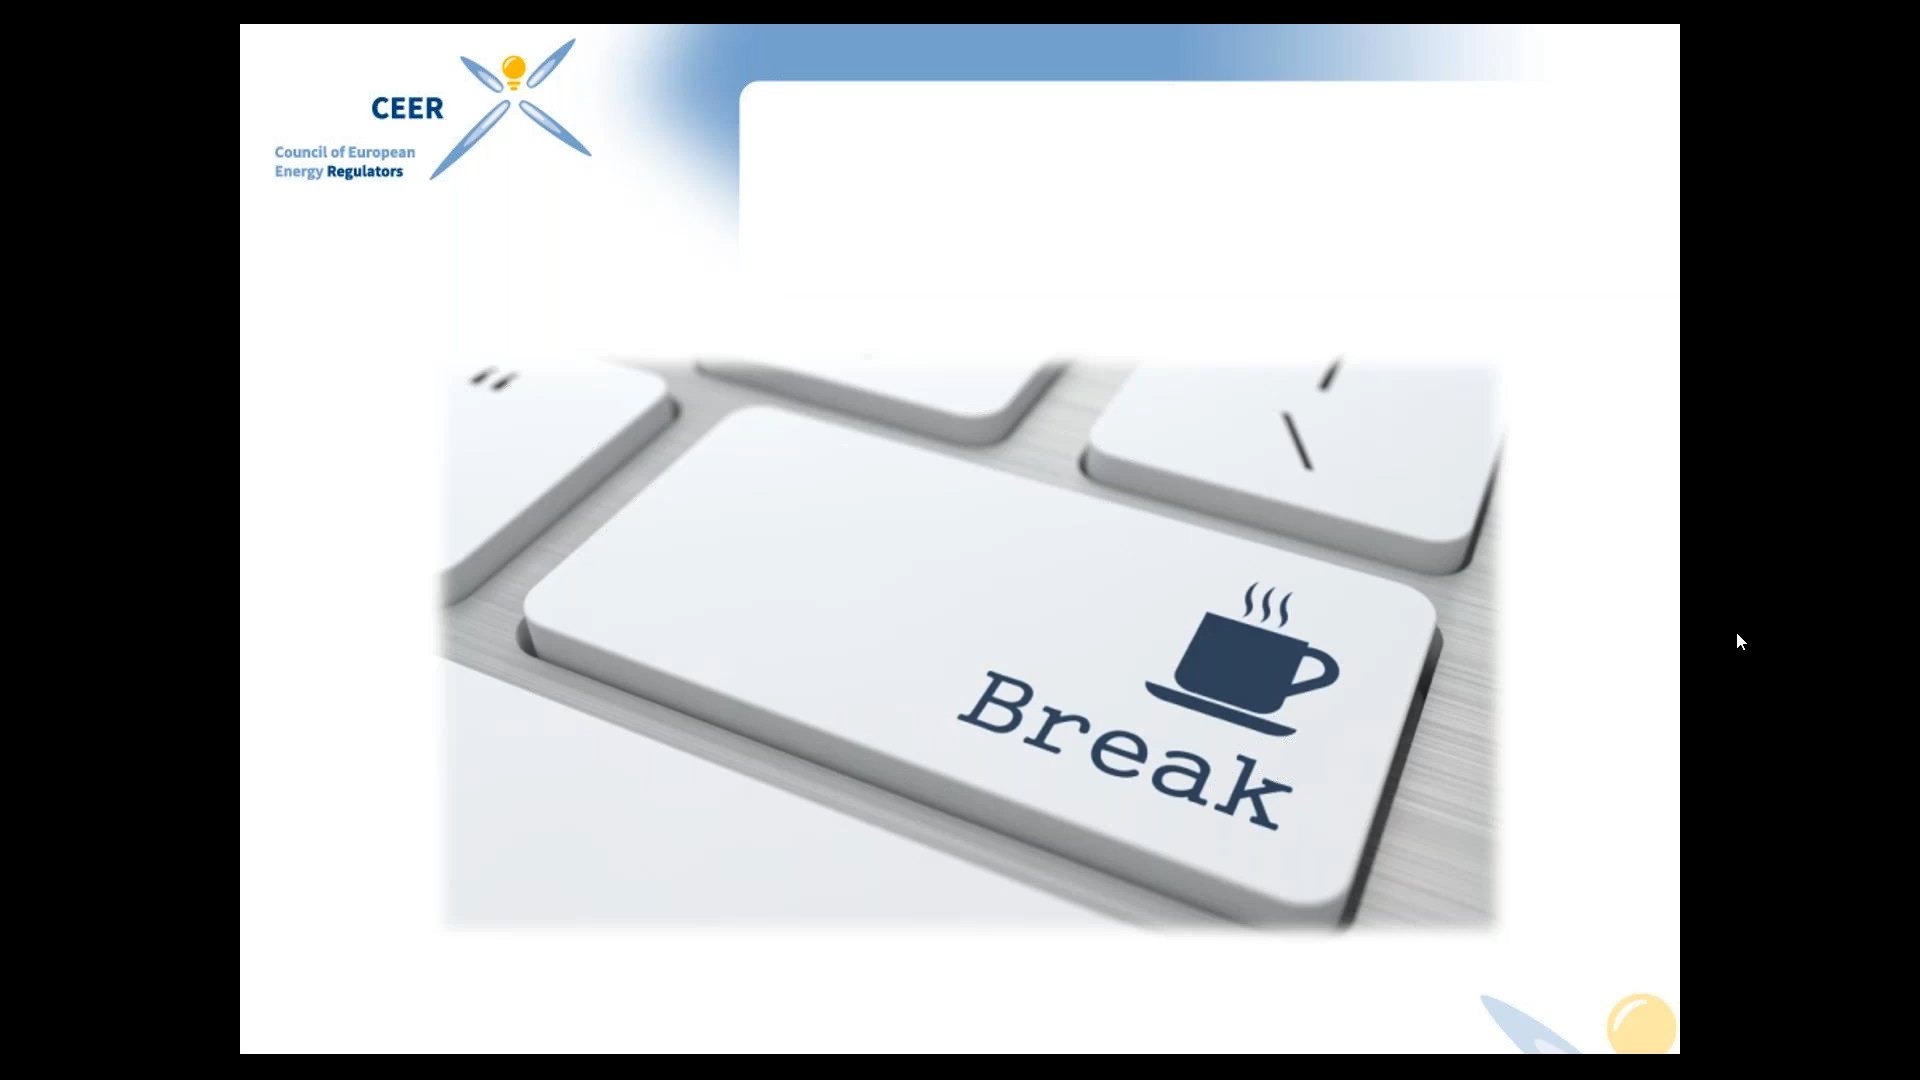 CEER
Council of European
Energy Regulators
“
\
Break